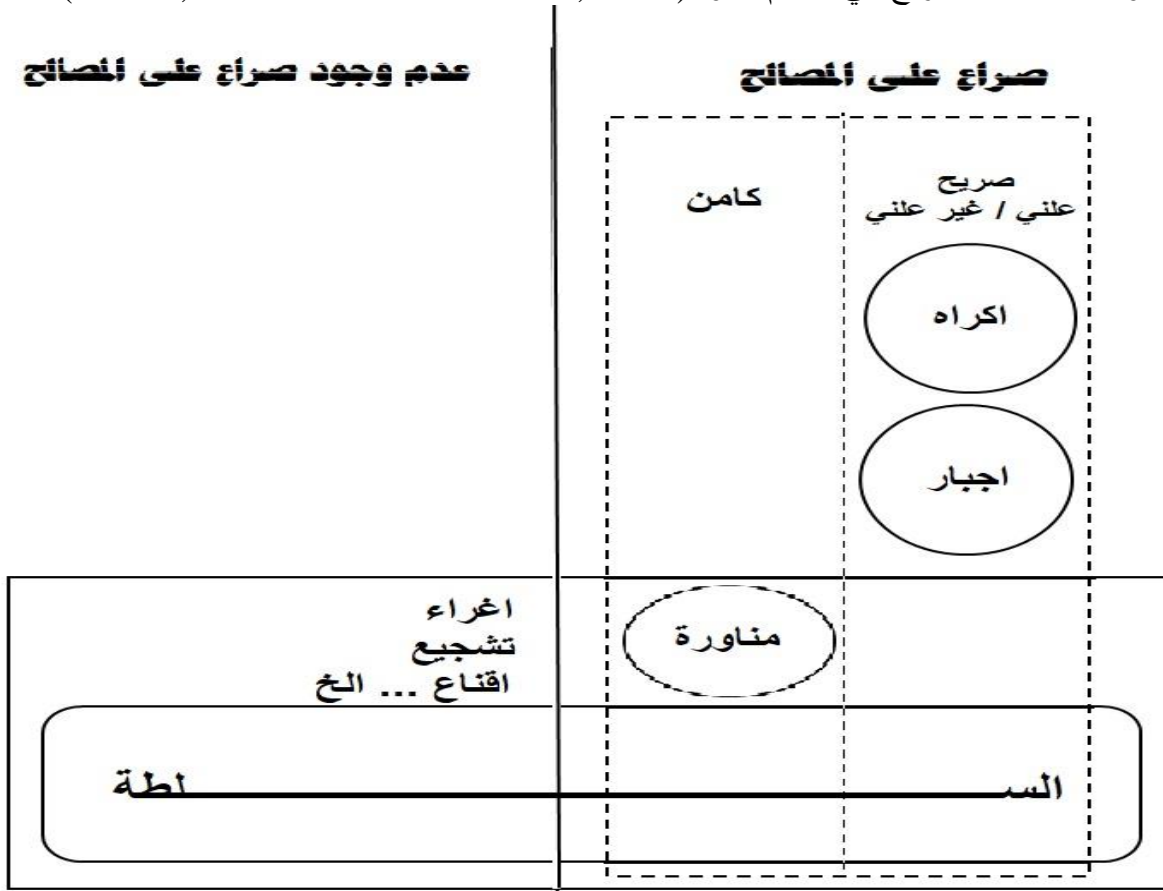 صراع على المصالح
عدم وجود صراع على المصالح
صريح
علني / غير علني
كامن
اكراه
اجبار
مناورة
اغراء
تشجيع
اقناع ... الخ
الســـــــــــــــــــلطة